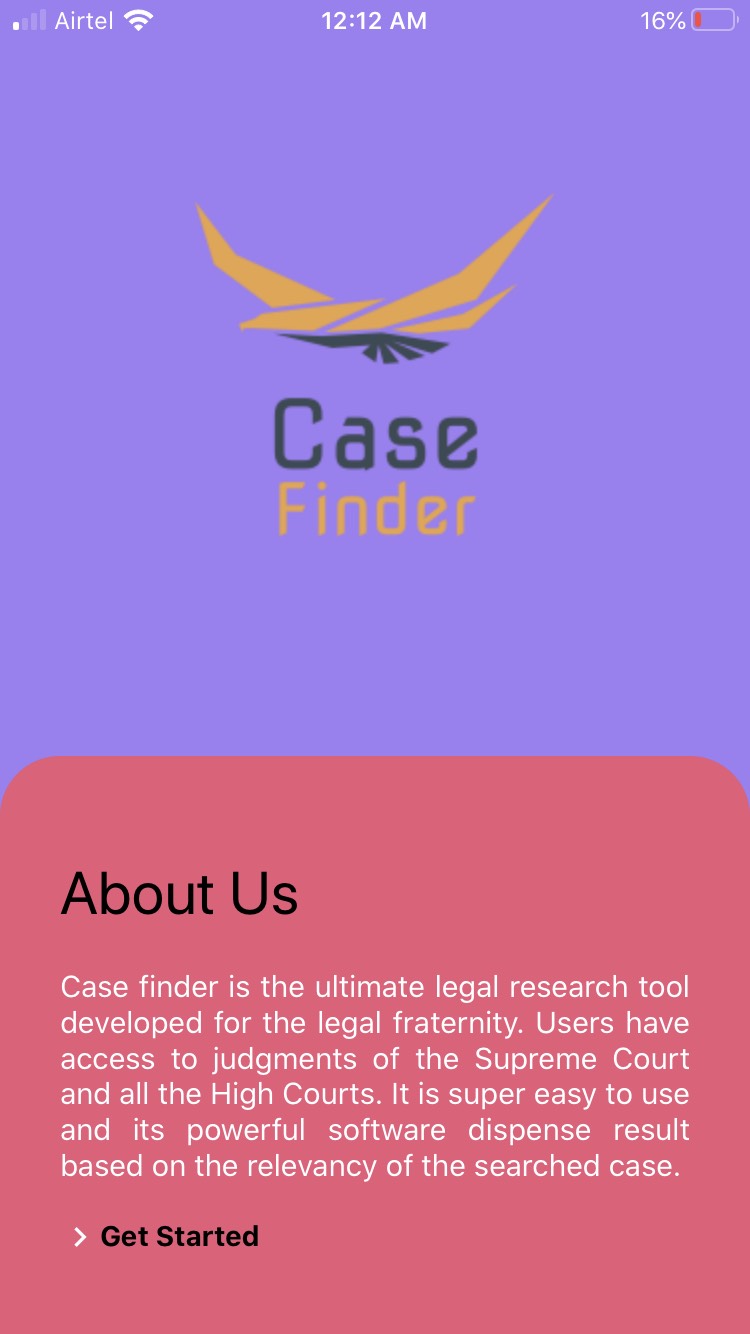 Airtel 12:12 AM 16%
Case
Finder
About Us
Case finder is the ultimate legal research tool
developed for the legal fraternity. Users have
access to judgments of the Supreme Court
and all the High Courts. It is super easy to use
and its powerful software dispense result
based on the relevancy of the searched case.
Get Started